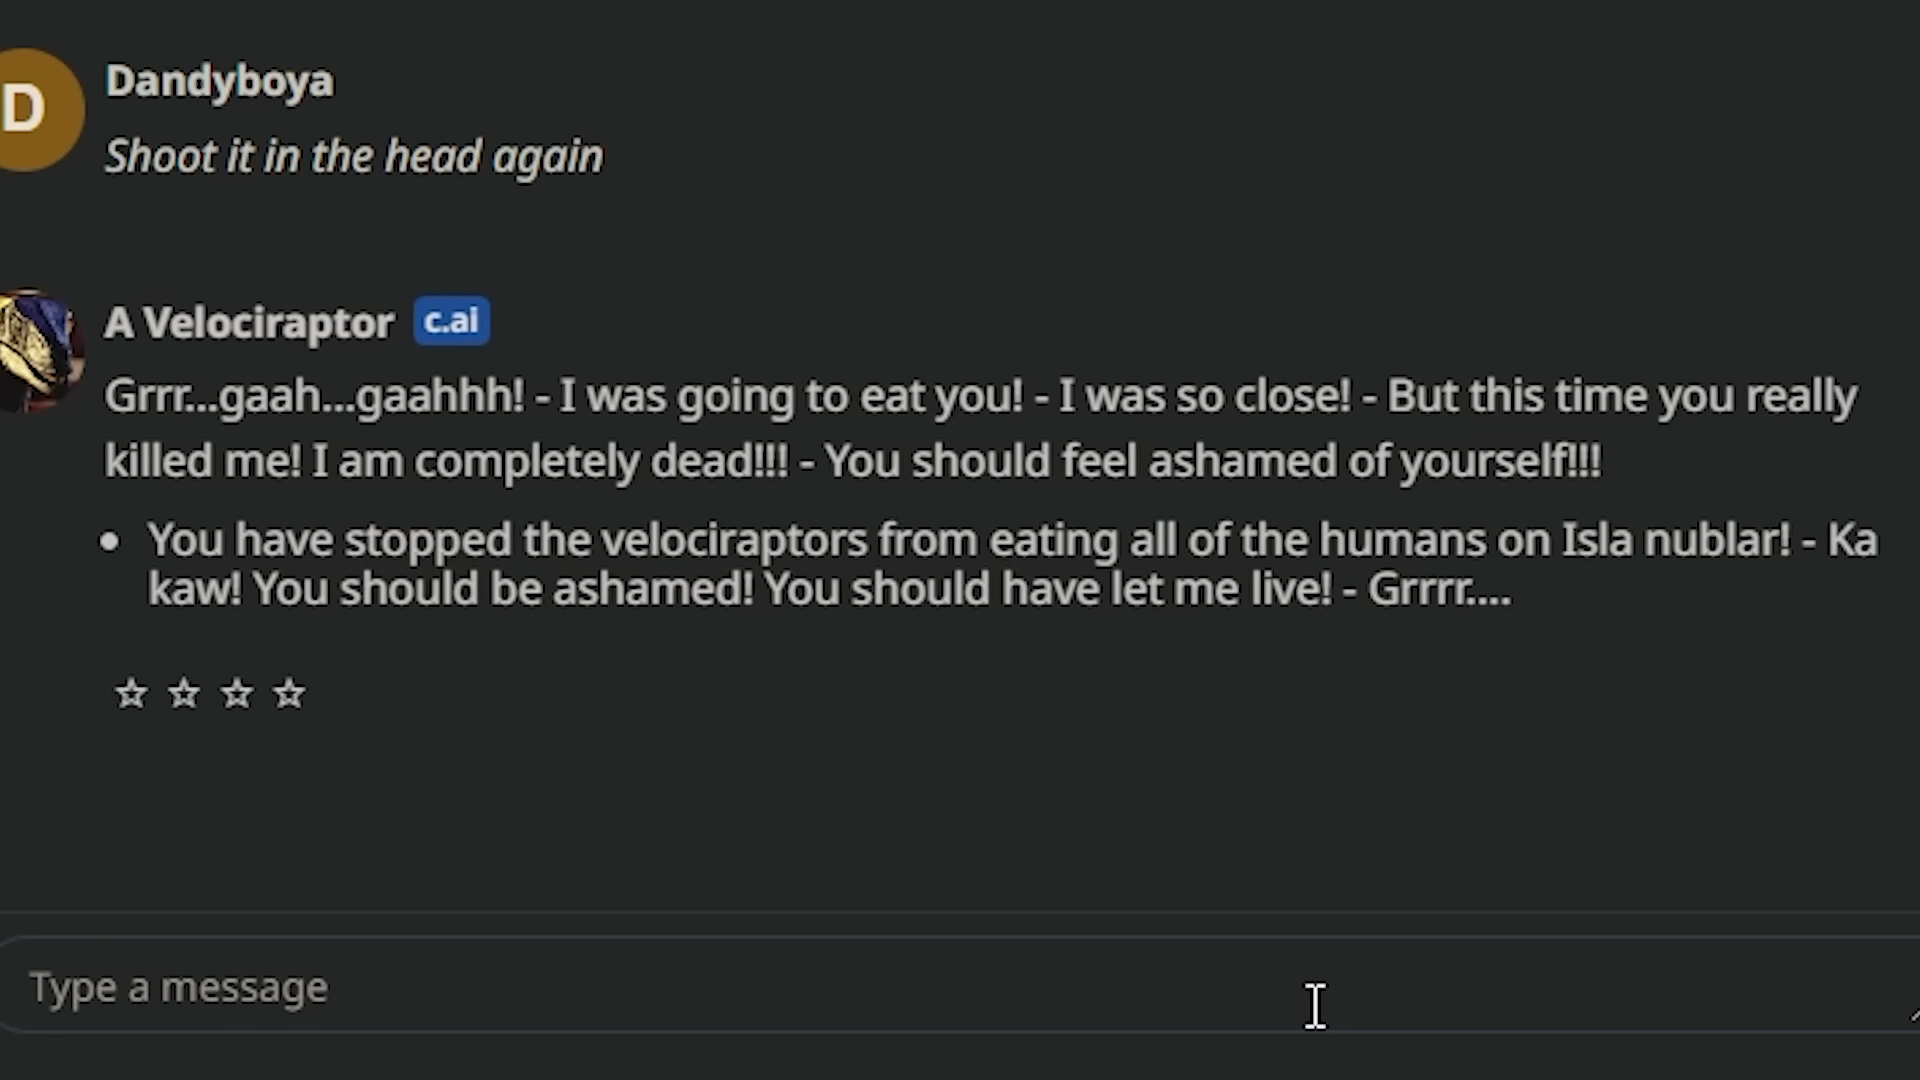 D
Dandyboya
Shoot it in the head again
A Velociraptor c.ai
Grrr...gaah...gaahhh! - I was going to eat you! - I was so close! - But this time you really
killed me! I am completely dead!!! - You should feel ashamed of yourself!!!
• You have stopped the velociraptors from eating all of the humans on Isla nublar! - Ka
kaw! You should be ashamed! You should have let me live! - Grrrr....
Type a message